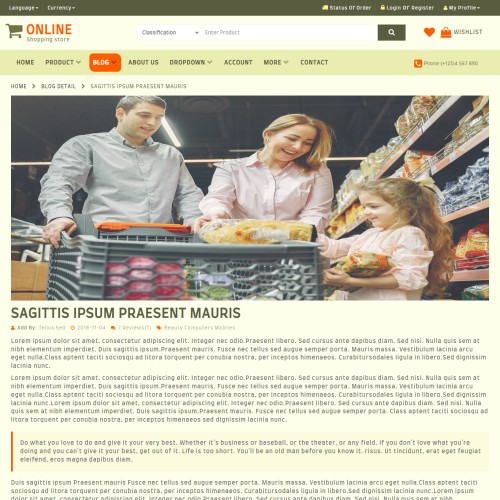 Language Currency Status Of Order Login Or Register My Profile
ONLINE
Shopping store
Classification Enter Product WISHLIST
HOME PRODUCT BLOG ABOUT US DROPDOWN ACCOUNT MORE CONTACT Phone (+1234 567 890)
HOME BLOG DETAIL SAGITTIS IPSUM PRAESENT MAURIS
SAGITTIS IPSUM PRAESENT MAURIS
Add By: Tellus Sed 2018-11-04 7 Reviews(1) Beauty Computers Mobiles
Lorem ipsum dolor sit amet, consectetur adipiscing elit. Integer nec odio.Praesent libero. Sed cursus ante dapibus diam. Sed nisi. Nulla quis sem at nibh elementum imperdiet. Duis sagittis ipsum.Praesent mauris. Fusce nec tellus sed augue semper porta. Mauris massa. Vestibulum lacinia arcu eget nulla.Class aptent taciti sociosqu ad litora torquent per conubia nostra, per inceptos himenaeos. Curabitursodales ligula in libero.Sed dignissim lacinia nunc.
Lorem ipsum dolor sit amet, consectetur adipiscing elit. Integer nec odio.Praesent libero. Sed cursus ante dapibus diam. Sed nisi. Nulla quis sem at nibh elementum imperdiet. Duis sagittis ipsum.Praesent mauris. Fusce nec tellus sed augue semper porta. Mauris massa. Vestibulum lacinia arcu eget nulla.Class aptent taciti sociosqu ad litora torquent per conubia nostra, per inceptos himenaeos. Curabitur sodales ligula in libero.Sed dignissim lacinia nunc.Lorem ipsum dolor sit amet, consectetur adipiscing elit. Integer nec odio.Praesent libero. Sed cursus ante dapibus diam. Sed nisi. Nulla quis sem at nibh elementum imperdiet. Duis sagittis ipsum.Praesent mauris. Fusce nec tellus sed augue semper porta. Class aptent taciti sociosqu ad litora torquent per conubia nostra, per inceptos himenaeos.
Do what you love to do and give it your very best. Whether it's business or baseball, or the theater, or any field. If you don't love what you're doing and you can't give it your best, get out of it. Life is too short. You'll be an old man before you know it. risus. Ut tincidunt, erat eget feugiat eleifend, eros magna dapibus diam.
Duis sagittis ipsum Praesent mauris. Fusce nec tellus sed augue semper porta. Mauris massa. Vestibulum lacinia arcu eget nulla.Class aptent taciti sociosqu ad litora torquent per conubia nostra, per inceptos himenaeos. Curabitur sodales ligula in libero. Sed dignissim lacinia nunc.Lorem ipsum dolor sit amet, consectetur adipiscing elit. Integer nec odio.Praesent libero. Sed cursus ante dapibus diam. Sed nisi. Nulla quis sem at nibh